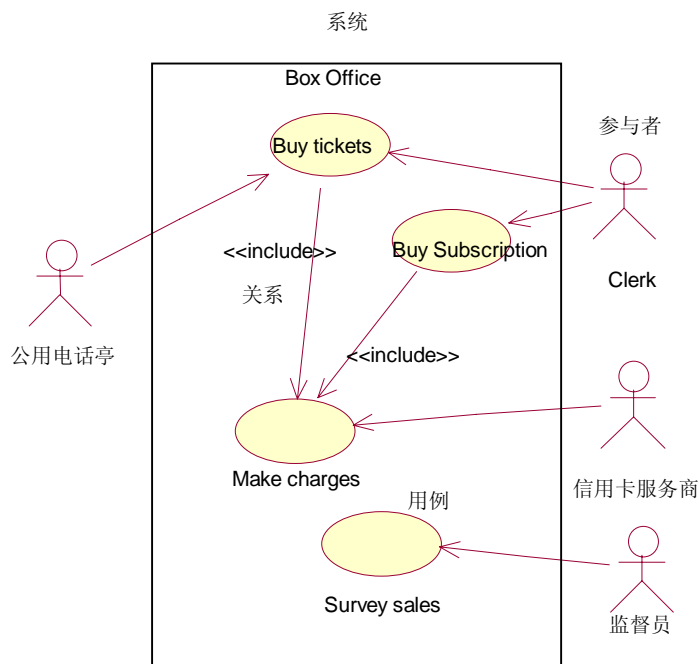 系统
Box Office
参与者
Buy tickets
<<include>>
Buy Subscription
Clerk
关系
公用电话亭
<<include>>
Make charges
信用卡服务商
用例
Survey sales
监督员